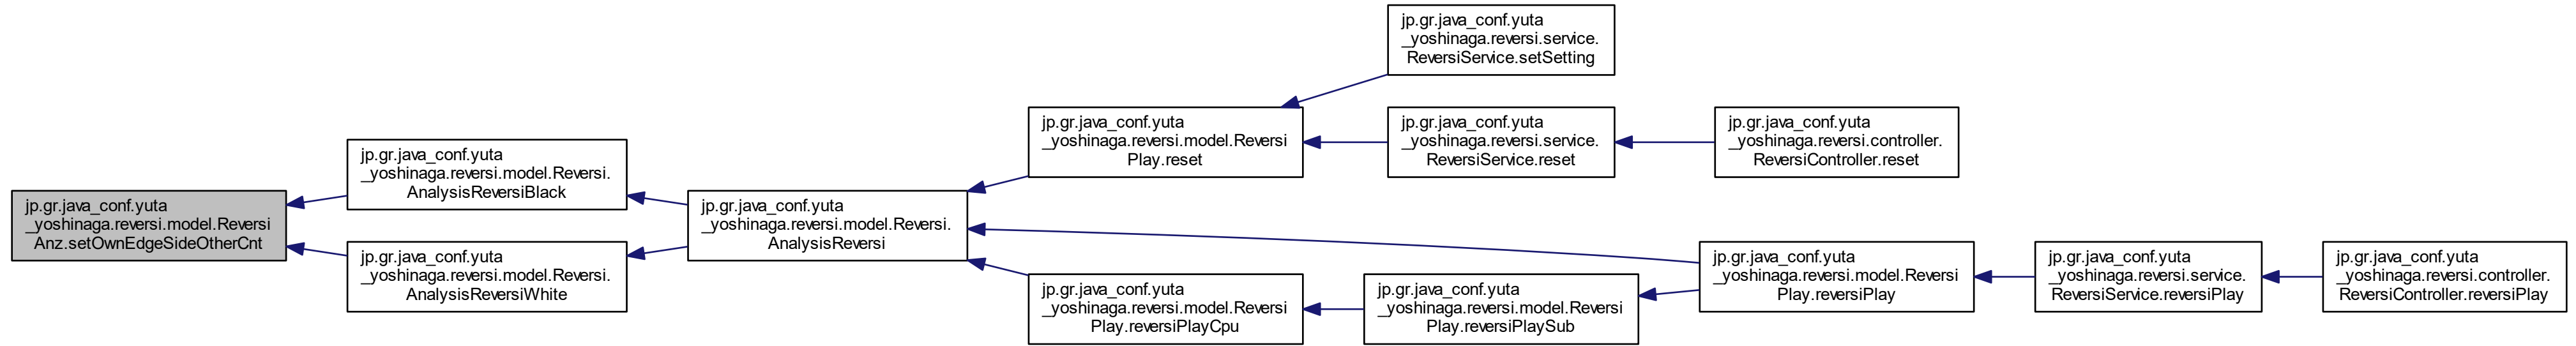 jp.gr.java_conf.yuta
_yoshinaga.reversi.model.Reversi
Anz.setOwnEdgeSideOtherCnt
jp.gr.java_conf.yuta
_yoshinaga.reversi.model.Reversi.
AnalysisReversiBlack
jp.gr.java_conf.yuta
_yoshinaga.reversi.model.Reversi.
AnalysisReversiWhite
jp.gr.java_conf.yuta
_yoshinaga.reversi.model.Reversi.
AnalysisReversi
jp.gr.java_conf.yuta
_yoshinaga.reversi.model.Reversi
Play.reset
jp.gr.java_conf.yuta
_yoshinaga.reversi.service.
ReversiService.setSetting
jp.gr.java_conf.yuta
_yoshinaga.reversi.service.
ReversiService.reset
jp.gr.java_conf.yuta
_yoshinaga.reversi.controller.
ReversiController.reset
jp.gr.java_conf.yuta
_yoshinaga.reversi.model.Reversi
Play.reversiPlayCpu
jp.gr.java_conf.yuta
_yoshinaga.reversi.model.Reversi
Play.reversiPlaySub
jp.gr.java_conf.yuta
_yoshinaga.reversi.model.Reversi
Play.reversiPlay
jp.gr.java_conf.yuta
_yoshinaga.reversi.service.
ReversiService.reversiPlay
jp.gr.java_conf.yuta
_yoshinaga.reversi.controller.
ReversiController.reversiPlay